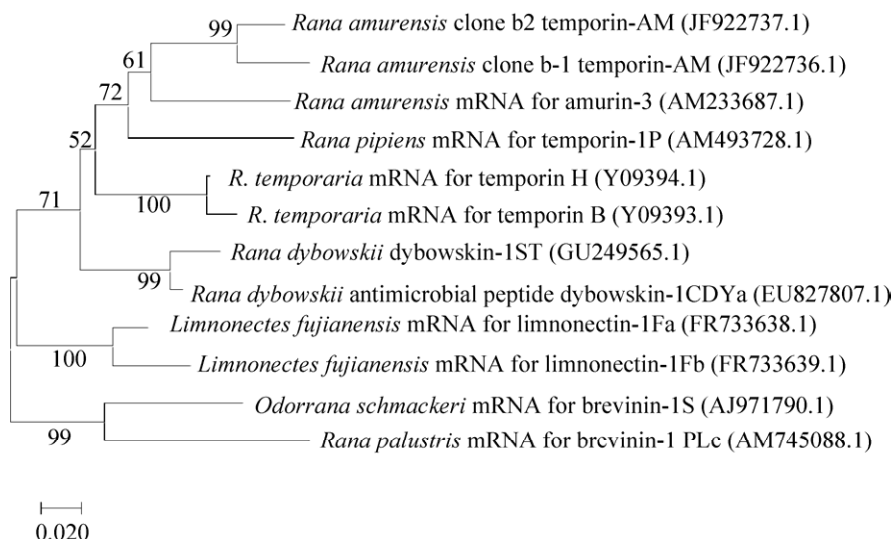 99
Rana amurensis clone b2 temporin-AM (JF922737.1)
61
Rana amurensis clone b-1 temporin-AM (JF922736.1)
72
Rana amurensis mRNA for amurin-3 (AM233687.1)
52
Rana pipiens mRNA for temporin-1P (AM493728.1)
R. temporaria mRNA for temporin H (Y09394.1)
71
100
R. temporaria mRNA for temporin B (Y09393.1)
Rana dybowskii dybowskin-1ST (GU249565.1)
99
Rana dybowskii antimicrobial peptide dybowskin-1CDYa (EU827807.1)
Limnonectes fujianensis mRNA for limnonectin-1Fa (FR733638.1)
100
Limnonectes fujianensis mRNA for limnonectin-1Fb (FR733639.1)
Odorrana schmackeri mRNA for brevinin-1S (AJ971790.1)
99
Rana palustris mRNA for brcvinin-1 PLc (AM745088.1)
0.020